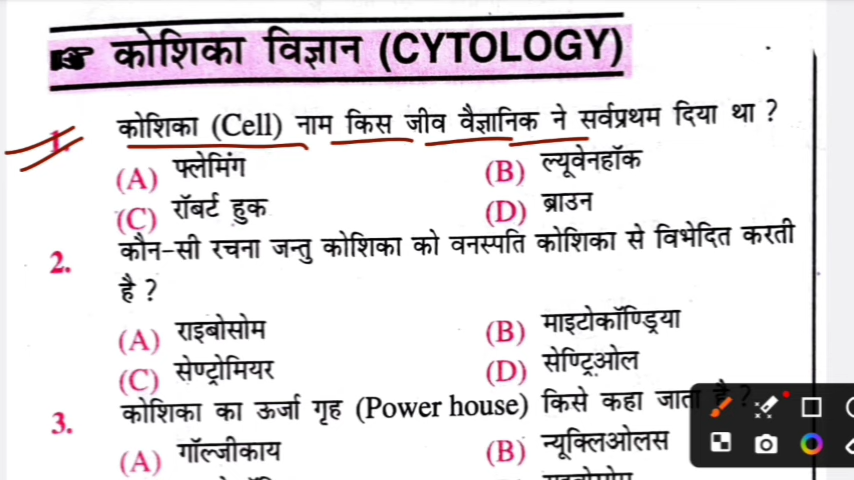 कोशिका विज्ञान (CYTOLOGY)
1. कोशिका (Cell) नाम किस जीव वैज्ञानिक ने सर्वप्रथम दिया था ?
(A) फ्लेमिंग (B) ल्यूवेनहॉक
(C) रॉबर्ट हुक (D) ब्राउन
2. कौन-सी रचना जन्तु कोशिका को वनस्पति कोशिका से विभेदित करती
है ?
(A) राइबोसोम (B) माइटोकॉण्ड्रिया
(C) सेण्ट्रोमियर (D) सेण्ट्रिओल
3. कोशिका का ऊर्जा गृह (Power house) किसे कहा जाता है ?
(A) गॉल्जीकाय (B) न्यूक्लिओलस